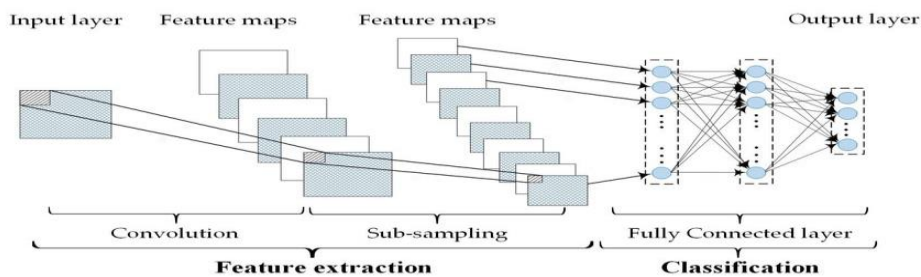 Input layer Feature maps Feature maps Output layer
Convolution Sub-sampling Fully Connected layer
Feature extraction Classification